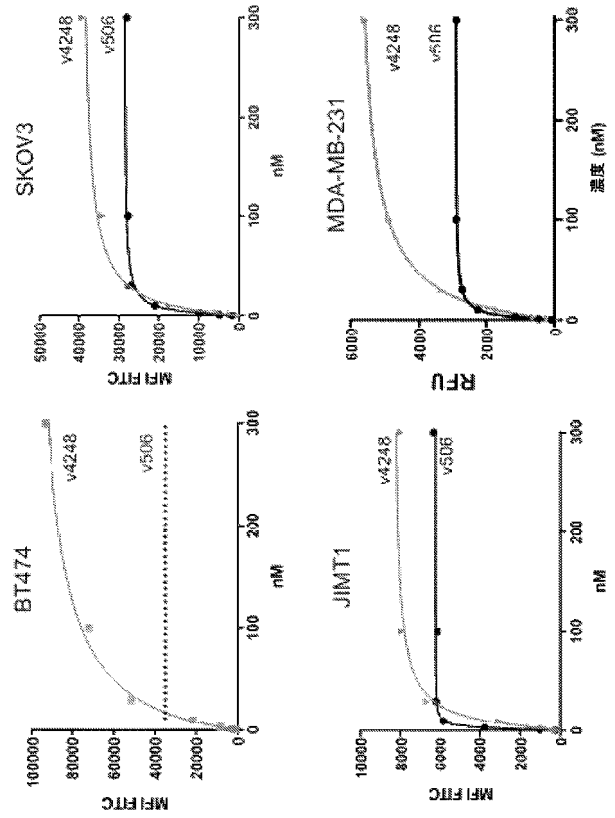 BT474
MFI FITC
100000
80000
60000
40000
20000
0
v4248
v506
0
100
200
300
nM
SKOV3
MFI FITC
50000
40000
30000
20000
10000
0
v4248
v506
0
100
200
300
nM
JIMT1
MFI FITC
10000
8000
6000
4000
2000
0
v4248
v506
0
100
200
300
nM
MDA-MB-231
RFU
6000
4000
2000
0
v4248
v506
0
100
200
300
濃度 (nM)